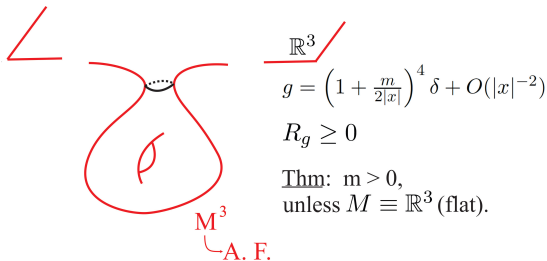 ℝ³
g = (1 + m/2|x|)⁴ δ + O(|x|⁻²)
R_g ≥ 0
Thm: m > 0,
unless M ≡ ℝ³ (flat).
M³
A. F.